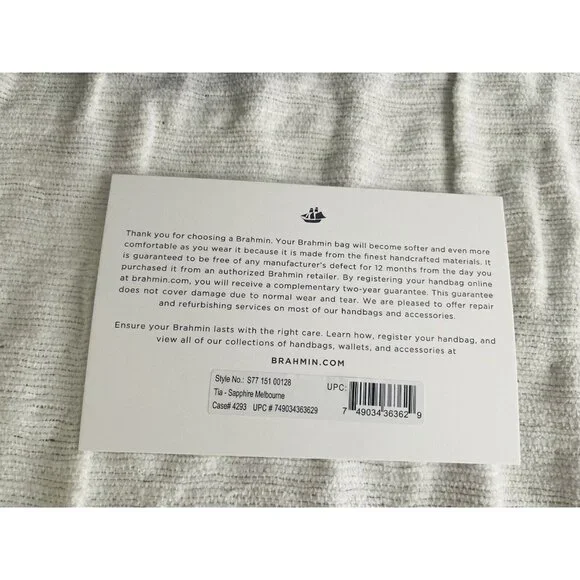 Thank you for choosing a Brahmin. Your Brahmin bag will become softer and even more
comfortable as you wear it because it is made from the finest handcrafted materials. It
is guaranteed to be free of any manufacturer's defect for 12 months from the day you
purchased it from an authorized Brahmin retailer. By registering your handbag online
at brahmin.com, you will receive a complementary two-year guarantee. This guarantee
does not cover damage due to normal wear and tear. We are pleased to offer repair
and refurbishing services on most of our handbags and accessories.
Ensure your Brahmin lasts with the right care. Learn how, register your handbag, and
view all of our collections of handbags, wallets, and accessories at
BRAHMIN.COM
Style No.: S77 151 00128
Tia - Sapphire Melbourne
Case# 4293 UPC # 749034363629
UPC:
7 49034 36362 9